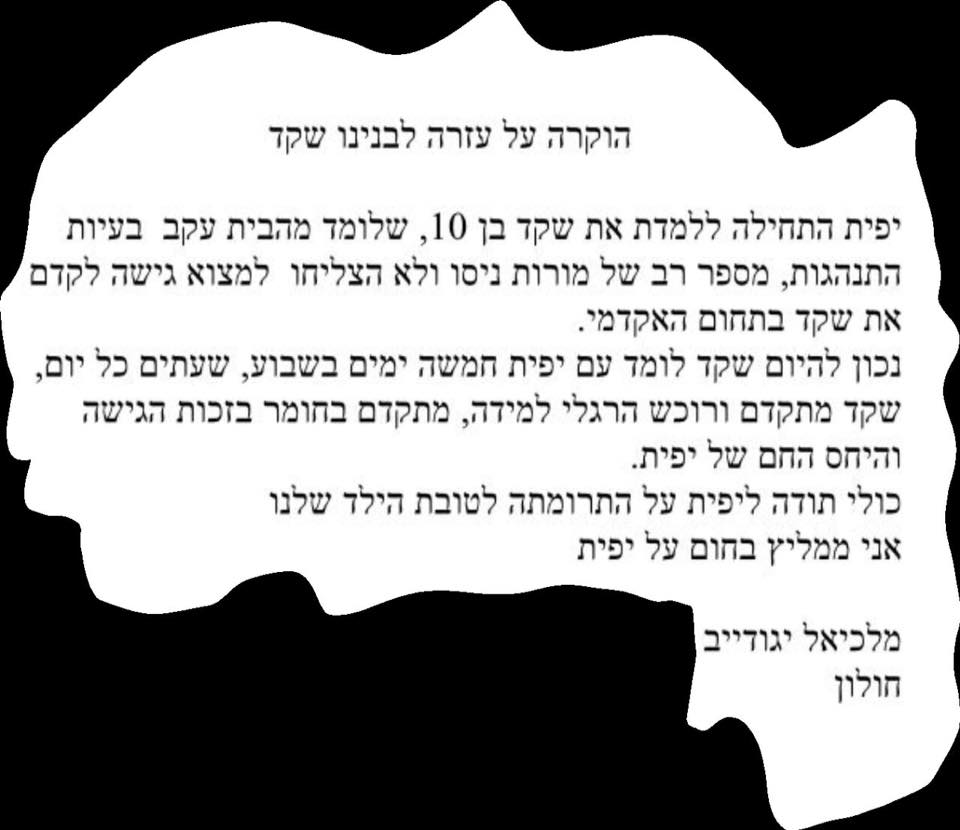 הוקרה על עזרה לבנינו שקד
יפית התחילה ללמדת את שקד בן 10, שלומד מהבית עקב בעיות
התנהגות, מספר רב של מורות ניסו ולא הצליחו למצוא גישה לקדם
את שקד בתחום האקדמי.
נכון להיום שקד לומד עם יפית חמשה ימים בשבוע, שעתים כל יום,
שקד מתקדם ורוכש הרגלי למידה, מתקדם בחומר בזכות הגישה
והיחס החם של יפית.
כולי תודה ליפית על התרומתה לטובת הילד שלנו
אני ממליץ בחום על יפית
מלכיאל יגודייב
חולון